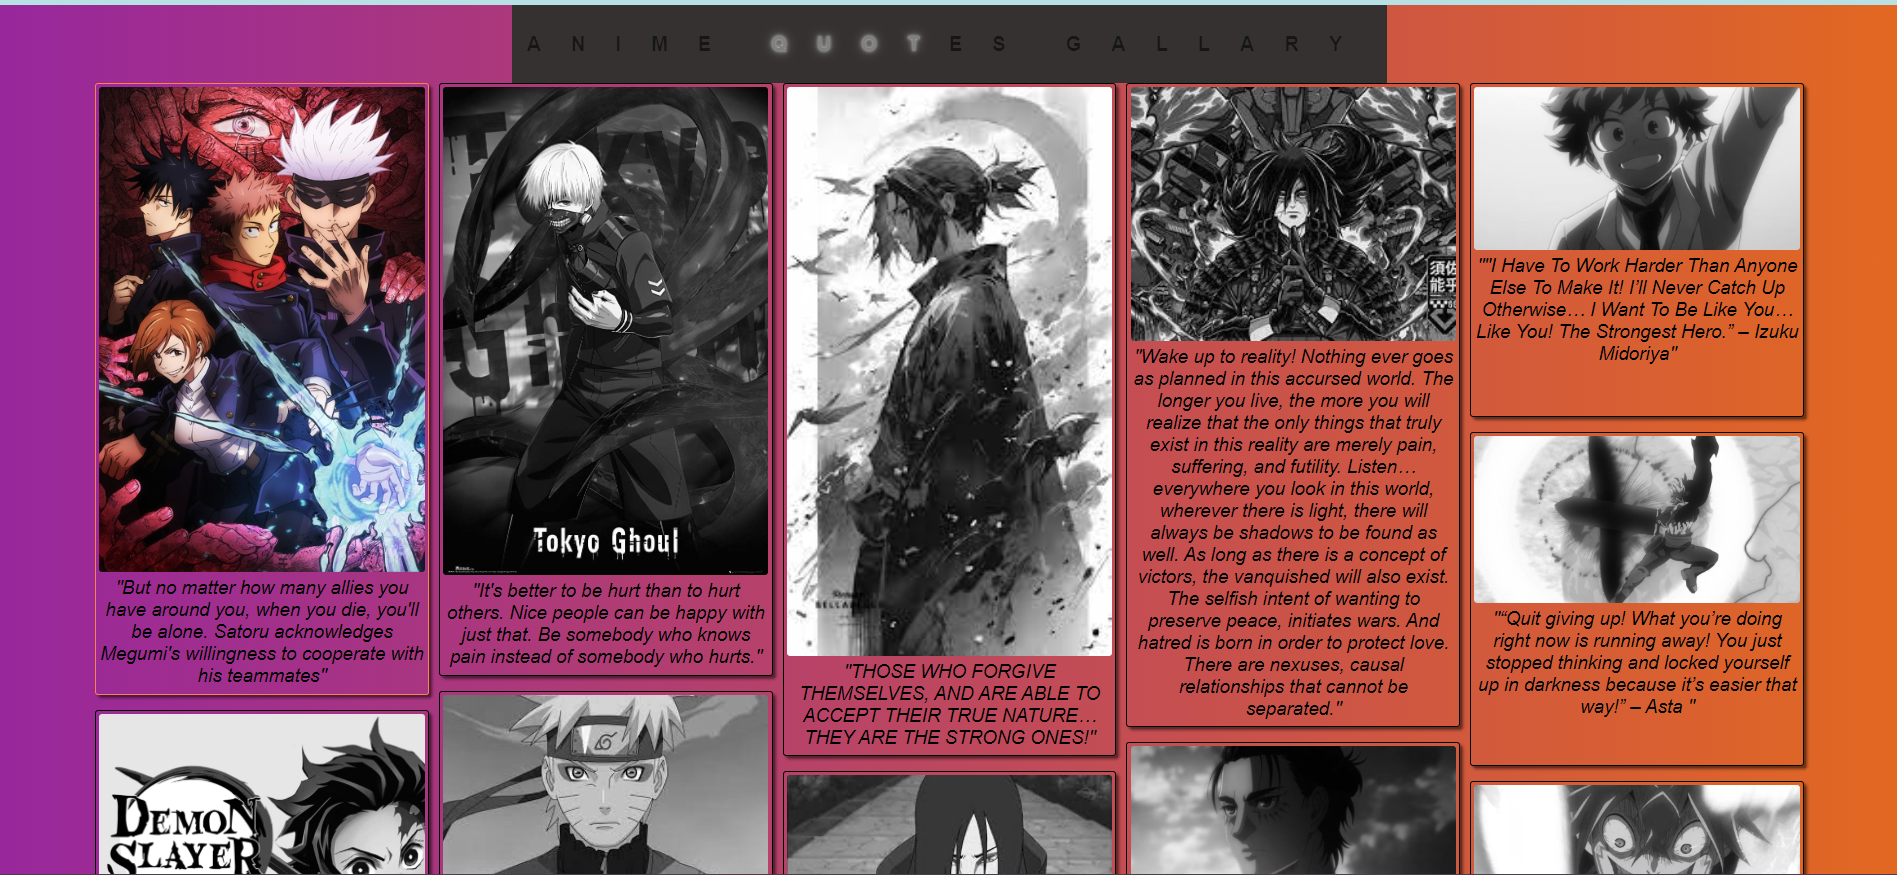 ANIME QUOTES GALLARY
"But no matter how many allies you
have around you, when you die, you'll
be alone. Satoru acknowledges
Megumi's willingness to cooperate with
his teammates"
DEMON
SLAYER
Tokyo Ghoul
"It's better to be hurt than to hurt
others. Nice people can be happy with
just that. Be somebody who knows
pain instead of somebody who hurts."
"THOSE WHO FORGIVE
THEMSELVES, AND ARE ABLE TO
ACCEPT THEIR TRUE NATURE…
THEY ARE THE STRONG ONES!"
須佐
能乎
"Wake up to reality! Nothing ever goes
as planned in this accursed world. The
longer you live, the more you will
realize that the only things that truly
exist in this reality are merely pain,
suffering, and futility. Listen…
everywhere you look in this world,
wherever there is light, there will
always be shadows to be found as
well. As long as there is a concept of
victors, the vanquished will also exist.
The selfish intent of wanting to
preserve peace, initiates wars. And
hatred is born in order to protect love.
There are nexuses, causal
relationships that cannot be
separated."
""I Have To Work Harder Than Anyone
Else To Make It! I’ll Never Catch Up
Otherwise… I Want To Be Like You…
Like You! The Strongest Hero.” – Izuku
Midoriya"
"“Quit giving up! What you’re doing
right now is running away! You just
stopped thinking and locked yourself
up in darkness because it’s easier that
way!” – Asta "